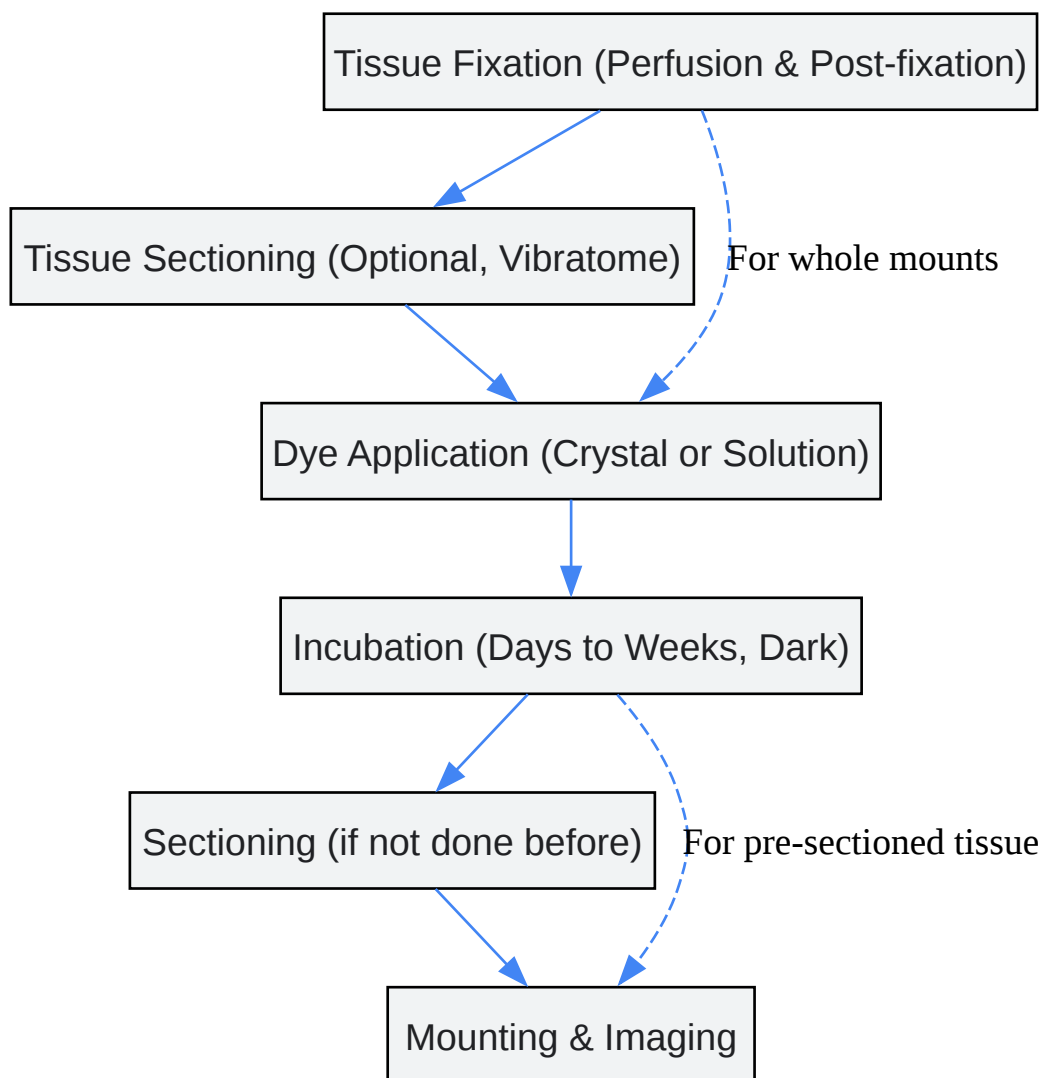 Tissue Fixation (Perfusion & Post-fixation)
Tissue Sectioning (Optional, Vibratome)
For whole mounts
Dye Application (Crystal or Solution)
Incubation (Days to Weeks, Dark)
Sectioning (if not done before)
For pre-sectioned tissue
Mounting & Imaging